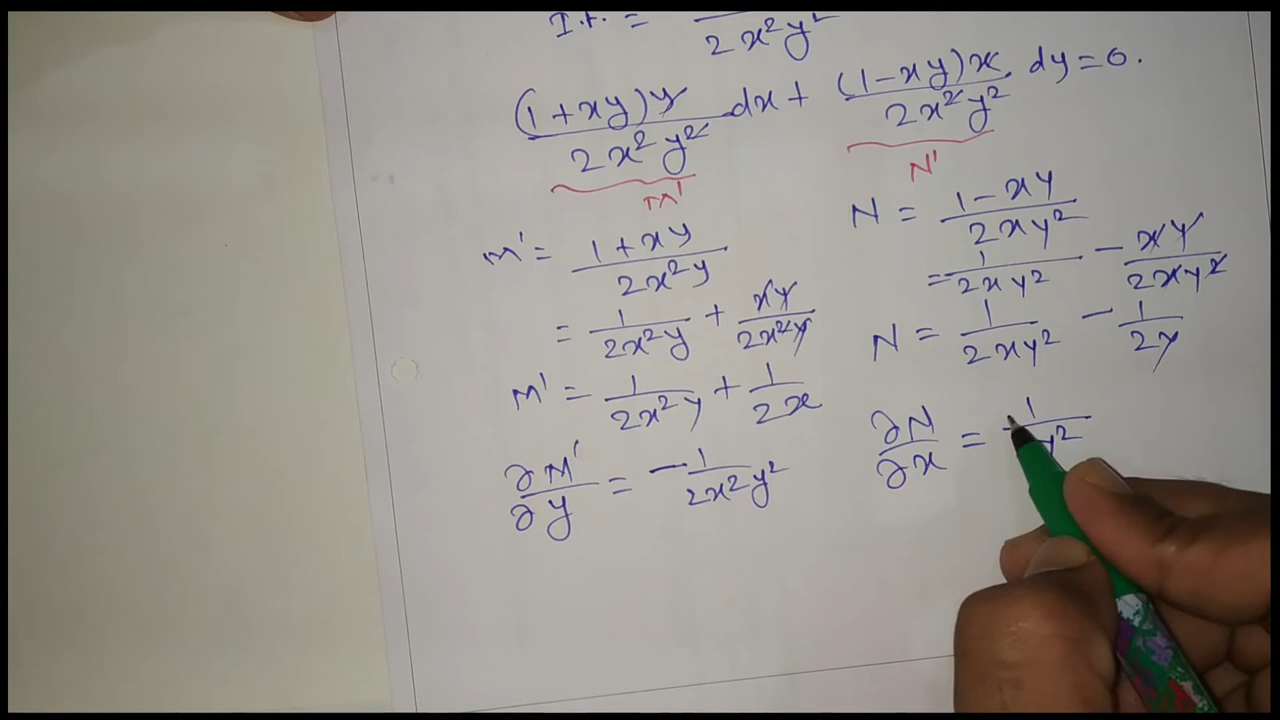 I.F. = /2x²y²
(1+xy)y/2x²y² dx + (1-xy)x/2x²y² dy = 0.
M' N'
M' = 1+xy/2x²y
= 1/2x²y + xy/2x²y
M' = 1/2x²y + 1/2x
∂M'/∂y = -1/2x²y²
N = 1-xy/2xy²
= 1/2xy² - xy/2xy²
N = 1/2xy² - 1/2y
∂N/∂x = 1/y²